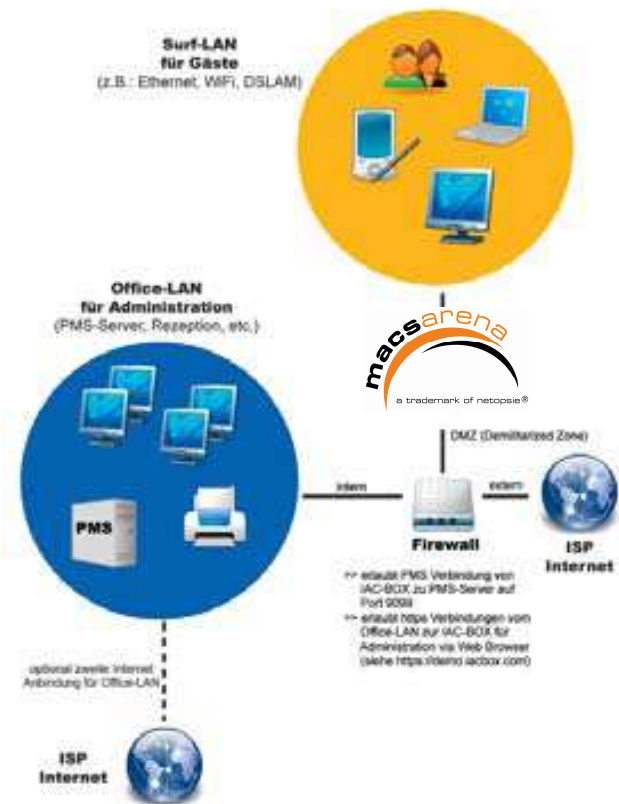 Surf-LAN
für Gäste
(z.B.: Ethernet, WiFi, DSLAM)
Office-LAN
für Administration
(PMS-Server, Rezeption, etc.)
macsarena
a trademark of netopsie®
DMZ (Demilitarized Zone)
intern
extern
PMS
Firewall
ISP
Internet
>> erlaubt PMS Verbindung von
IAC-BOX zu PMS-Server auf
Port 9099
>> erlaubt https Verbindungen vom
Office-LAN zur IAC-BOX für
Administration via Web Browser
(siehe https://demo.iacbox.com)
optional zweite Internet
Anbindung für Office-LAN
ISP
Internet